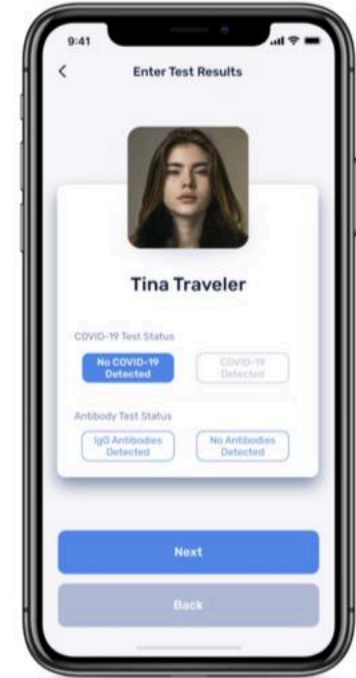 9:41
Enter Test Results
Tina Traveler
COVID-19 Test Status
No COVID-19
Detected
COVID-19
Detected
Antibody Test Status
IgG Antibodies
Detected
No Antibodies
Detected
Next
Back